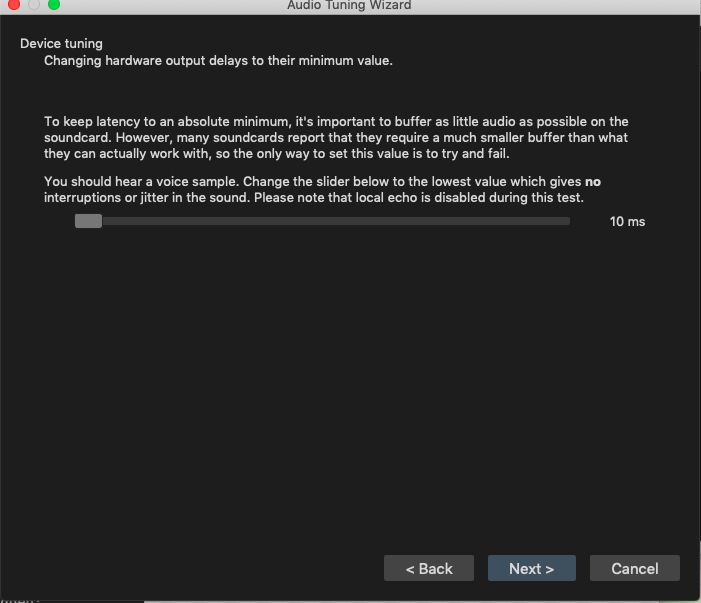 Audio Tuning Wizard
Device tuning
Changing hardware output delays to their minimum value.
To keep latency to an absolute minimum, it's important to buffer as little audio as possible on the
soundcard. However, many soundcards report that they require a much smaller buffer than what
they can actually work with, so the only way to set this value is to try and fail.
You should hear a voice sample. Change the slider below to the lowest value which gives no
interruptions or jitter in the sound. Please note that local echo is disabled during this test.
10 ms
< Back
Next >
Cancel